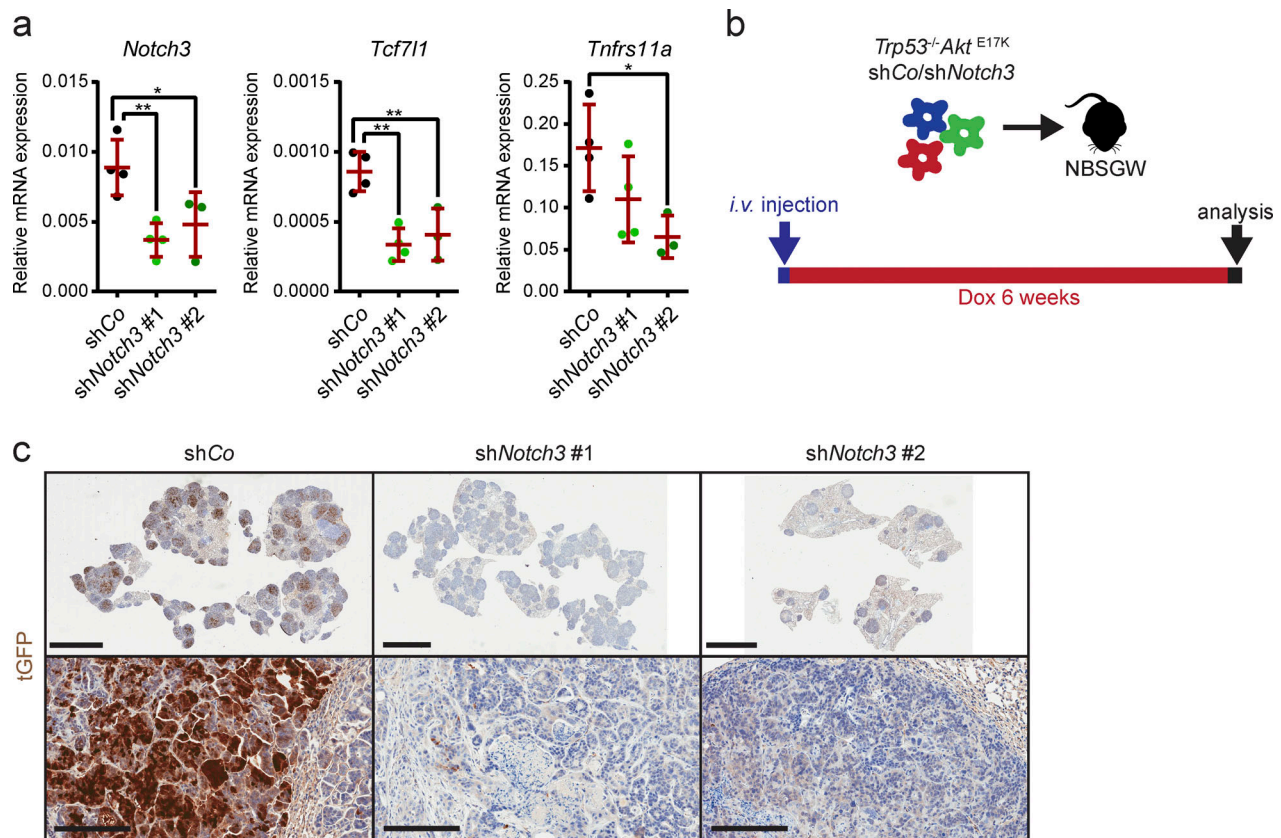 a
Notch3
Relative mRNA expression
0.015
0.010
0.005
0.000
*
**
shCo
shNotch3 #1
shNotch3 #2
Tcf7l1
Relative mRNA expression
0.0015
0.0010
0.0005
0.0000
**
**
shCo
shNotch3 #1
shNotch3 #2
Tnfrs11a
Relative mRNA expression
0.25
0.20
0.15
0.10
0.05
0.00
*
shCo
shNotch3 #1
shNotch3 #2
b
Trp53-/-Akt E17K
shCo/shNotch3
NBSGW
i.v. injection
analysis
Dox 6 weeks
c
shCo
shNotch3 #1
shNotch3 #2
tGFP